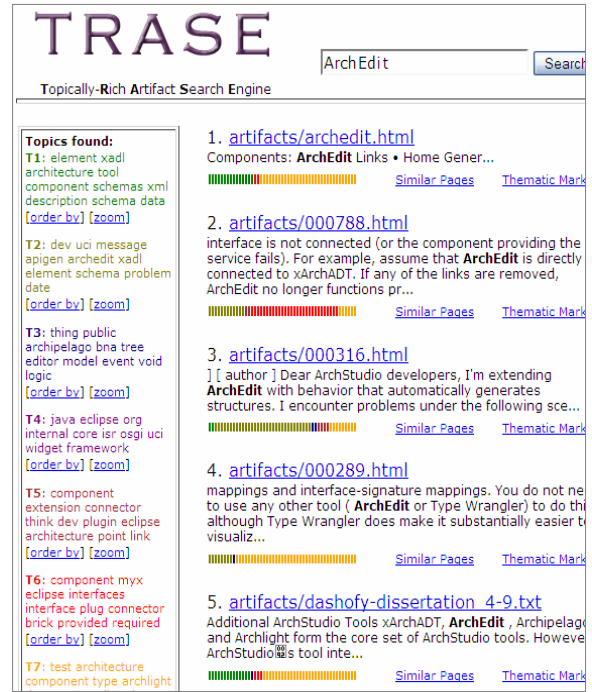 TRASE
ArchEdit
Search
Topically-Rich Artifact Search Engine
Topics found:
T1: element xadl
architecture tool
component schemas xml
description schema data
[order by] [zoom]
T2: dev uci message
apigen archedit xadl
element schema problem
date
[order by] [zoom]
T3: thing public
archipelago bna tree
editor model event void
logic
[order by] [zoom]
T4: java eclipse org
internal core isr osgi uci
widget framework
[order by] [zoom]
T5: component
extension connector
think dev plugin eclipse
architecture point link
[order by] [zoom]
T6: component myx
eclipse interfaces
interface plug connector
brick provided required
[order by] [zoom]
T7: test architecture
component type archlight
1. artifacts/archedit.html
Components: ArchEdit Links • Home Gener...
Similar Pages Thematic Mark
2. artifacts/000788.html
interface is not connected (or the component providing the
service fails). For example, assume that ArchEdit is directly
connected to xArchADT. If any of the links are removed,
ArchEdit no longer functions pr...
Similar Pages Thematic Mark
3. artifacts/000316.html
] [ author ] Dear ArchStudio developers, I'm extending
ArchEdit with behavior that automatically generates
structures. I encounter problems under the following sce...
Similar Pages Thematic Mark
4. artifacts/000289.html
mappings and interface-signature mappings. You do not ne
to use any other tool ( ArchEdit or Type Wrangler) to do thi
although Type Wrangler does make it substantially easier t
visualiz...
Similar Pages Thematic Mark
5. artifacts/dashofy-dissertation_4-9.txt
Additional ArchStudio Tools xArchADT, ArchEdit , Archipelago
and Archlight form the core set of ArchStudio tools. Howeve
ArchStudio s tool inte...
Similar Pages Thematic Mark